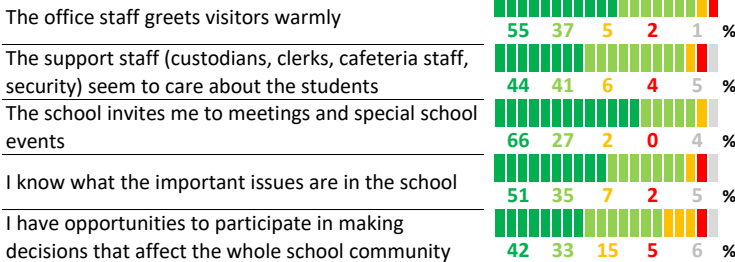 The office staff greets visitors warmly
55 37 5 2 1 %
The support staff (custodians, clerks, cafeteria staff,
security) seem to care about the students
44 41 6 4 5 %
The school invites me to meetings and special school
events
66 27 2 0 4 %
I know what the important issues are in the school
51 35 7 2 5 %
I have opportunities to participate in making
decisions that affect the whole school community
42 33 15 5 6 %